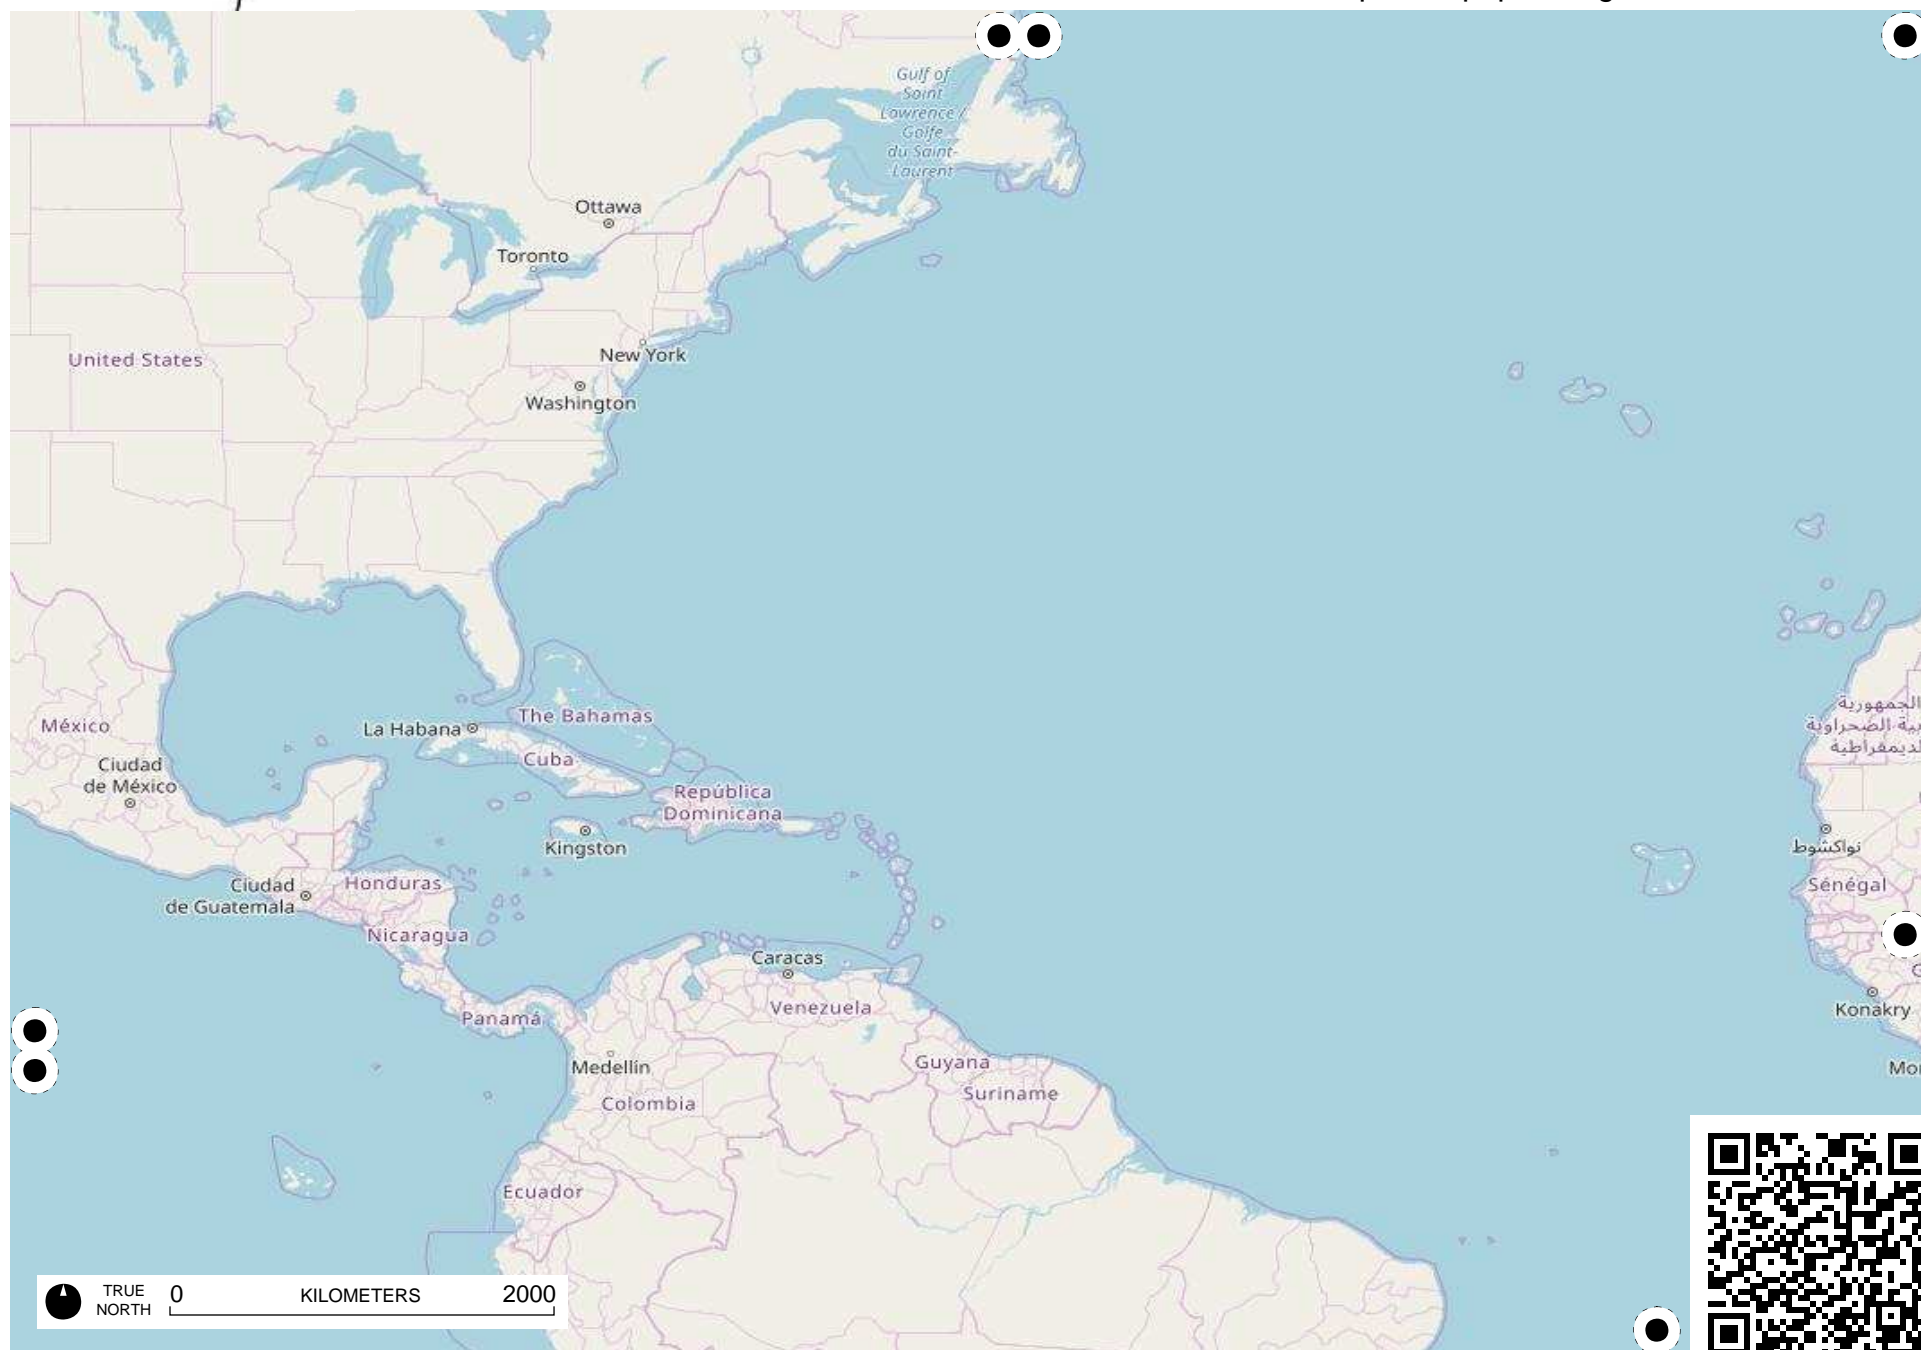 Gulf of
Saint
Lawrence /
Golfe
du Saint-
Laurent
Ottawa
Toronto
United States
New York
Washington
México
Ciudad
de México
La Habana
The Bahamas
Cuba
República
Dominicana
Kingston
Ciudad
de Guatemala
Honduras
Nicaragua
Caracas
Venezuela
Panamá
Medellín
Colombia
Guyana
Suriname
Ecuador
نواكشوط
Sénégal
Konakry
TRUE
NORTH
0
KILOMETERS
2000